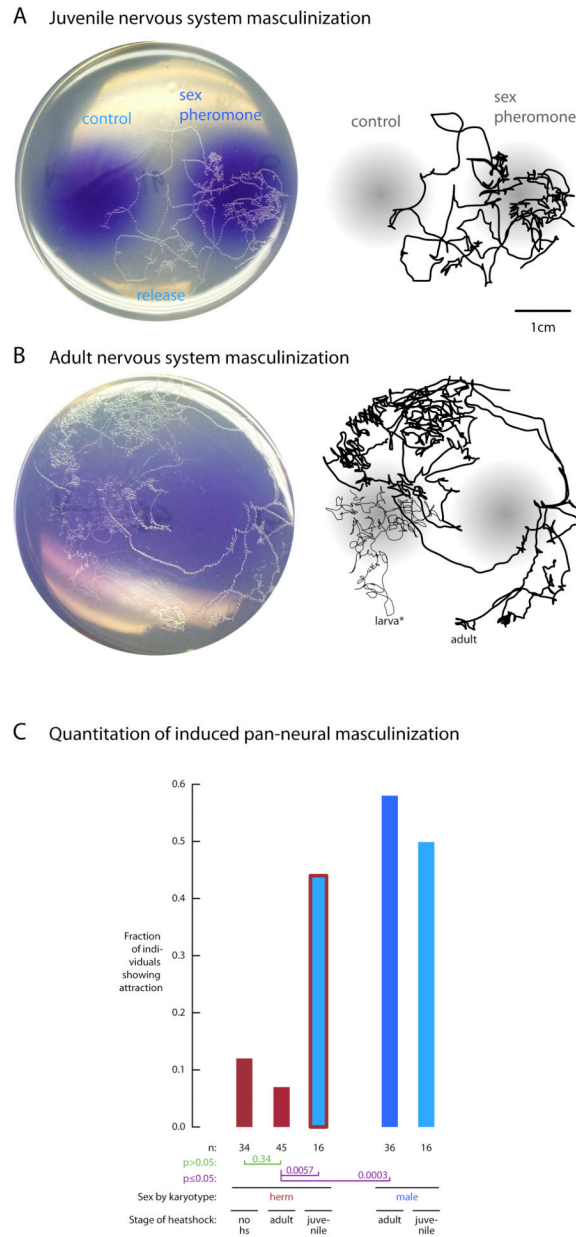 A Juvenile nervous system masculinization
control
sex
pheromone
release
control
sex
pheromone
1cm
B Adult nervous system masculinization
larva*
adult
C Quantitation of induced pan-neural masculinization
0.6
0.5
0.4
0.3
0.2
0.1
0.0
Fraction
of indi-
viduals
showing
attraction
n: 34 45 16 36 16
p>0.05: 0.34
p≤0.05: 0.0057 0.0003
Sex by karyotype: herm male
Stage of heatshock: no hs adult juve-nile adult juve-nile